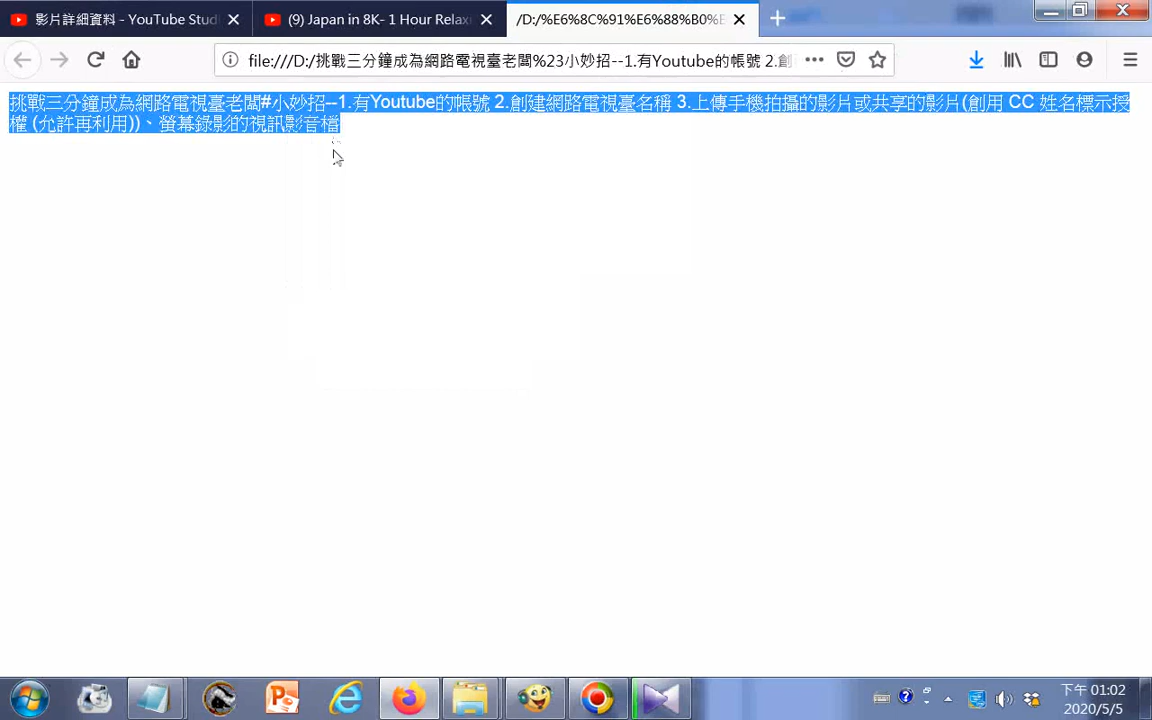 影片詳細資料 - YouTube Stud
(9) Japan in 8K- 1 Hour Relax
/D:/%E6%8C%91%E6%88%B0%E
file:///D:/挑戰三分鐘成為網路電視臺老闆%23小妙招--1.有Youtube的帳號 2.創
挑戰三分鐘成為網路電視臺老闆#小妙招--1.有Youtube的帳號 2.創建網路電視臺名稱 3.上傳手機拍攝的影片或共享的影片(創用 CC 姓名標示授
權 (允許再利用))、螢幕錄影的視訊影音檔
下午 01:02
2020/5/5